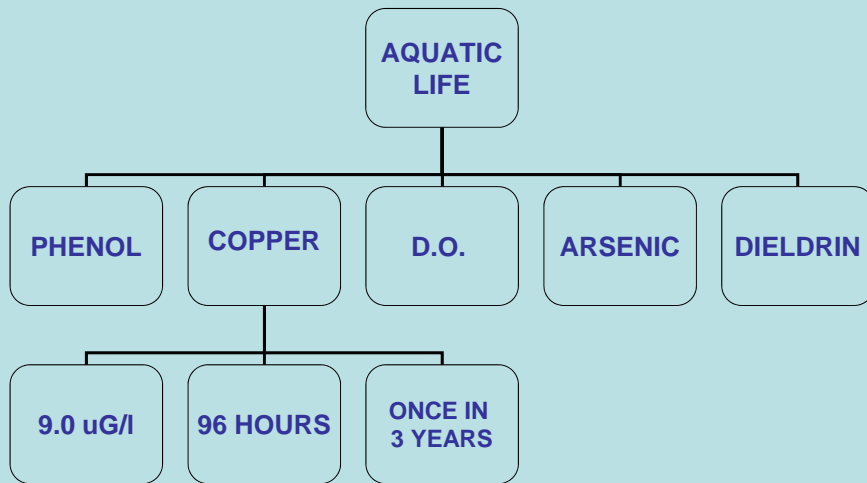 AQUATIC
LIFE
PHENOL
COPPER
D.O.
ARSENIC
DIELDRIN
9.0 uG/l
96 HOURS
ONCE IN
3 YEARS